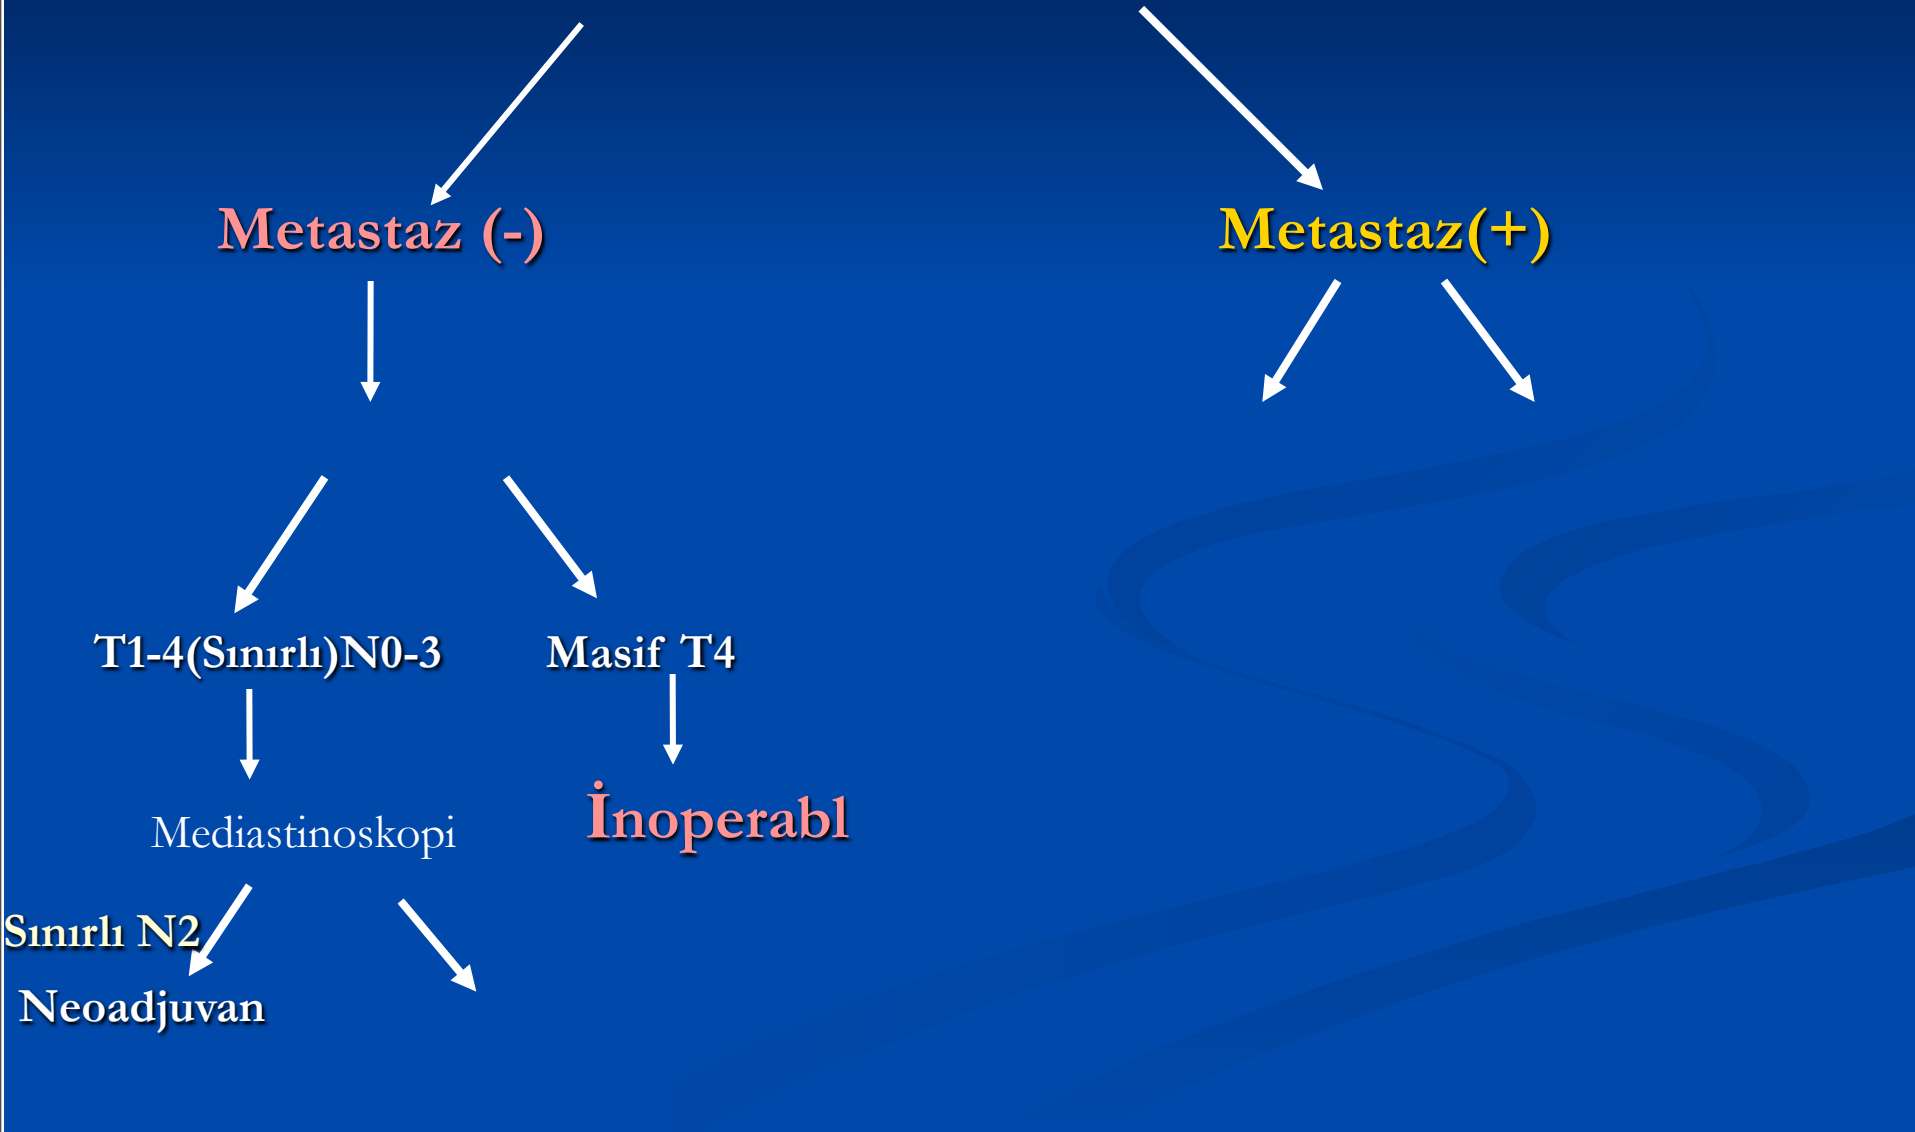 Metastaz (-)
Metastaz(+)
T1-4(Sınırlı)N0-3
Masif T4
Mediastinoskopi
İnoperabl
Sınırlı N2
Neoadjuvan